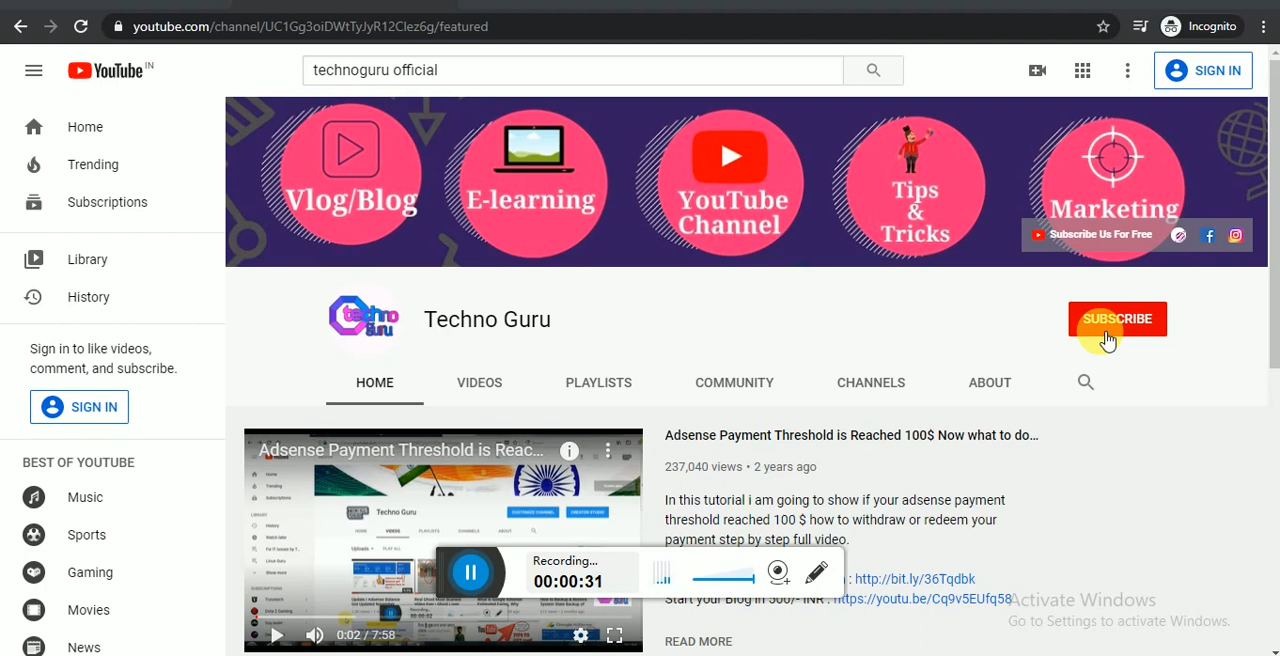 youtube.com/channel/UC1Gg3oiDWtTyJyR12Clez6g/featured
Incognito
YouTube IN
technoguru official
SIGN IN
Home
Trending
Subscriptions
Library
History
Sign in to like videos,
comment, and subscribe.
SIGN IN
BEST OF YOUTUBE
Music
Sports
Gaming
Movies
News
Vlog/Blog
E-learning
YouTube
Channel
Tips
&
Tricks
Marketing
Subscribe Us For Free
techno
guru
Techno Guru
SUBSCRIBE
HOME
VIDEOS
PLAYLISTS
COMMUNITY
CHANNELS
ABOUT
Adsense Payment Threshold is Reac...
Techno Guru
0:02 / 7:58
Adsense Payment Threshold is Reached 100$ Now what to do...
237,040 views • 2 years ago
In this tutorial i am going to show if your adsense payment
threshold reached 100 $ how to withdraw or redeem your
payment step by step full video.
: http://bit.ly/36Tqdbk
https://youtu.be/Cq9v5EUfq58
READ MORE
Recording...
00:00:31
Activate Windows
Go to Settings to activate Windows.